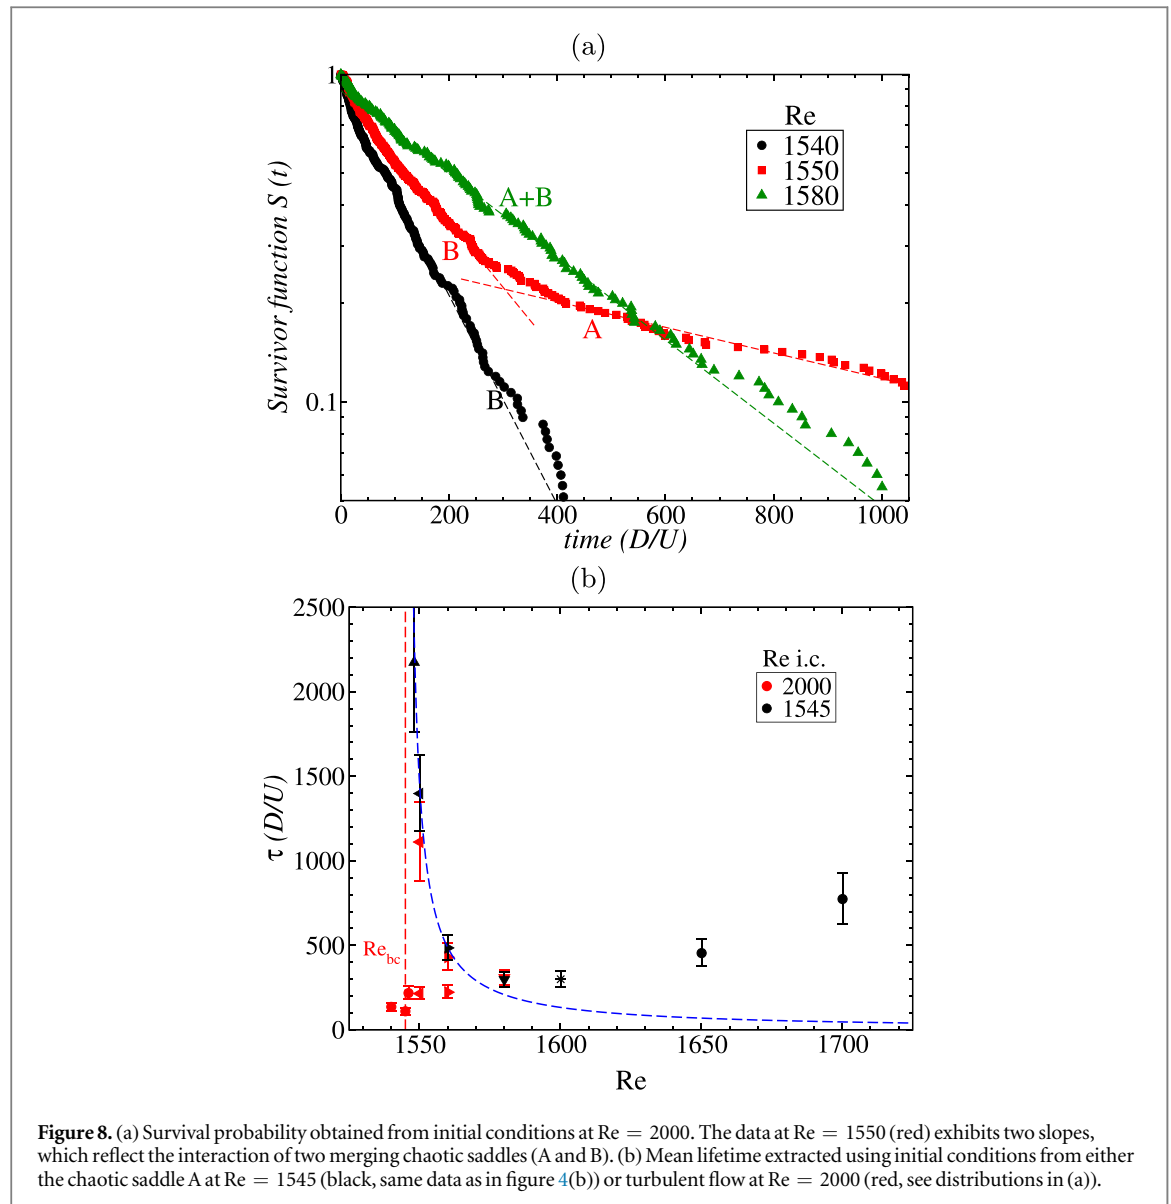 (a)
1
0.1
Survivor function S (t)
Re
1540
1550
1580
A+B
B
A
B
0 200 400 600 800 1000
time (D/U)
(b)
2500
2000
1500
1000
500
0
τ (D/U)
Re i.c.
2000
1545
Re_bc
1550 1600 1650 1700
Re
Figure 8. (a) Survival probability obtained from initial conditions at Re = 2000. The data at Re = 1550 (red) exhibits two slopes,
which reflect the interaction of two merging chaotic saddles (A and B). (b) Mean lifetime extracted using initial conditions from either
the chaotic saddle A at Re = 1545 (black, same data as in figure 4(b)) or turbulent flow at Re = 2000 (red, see distributions in (a)).